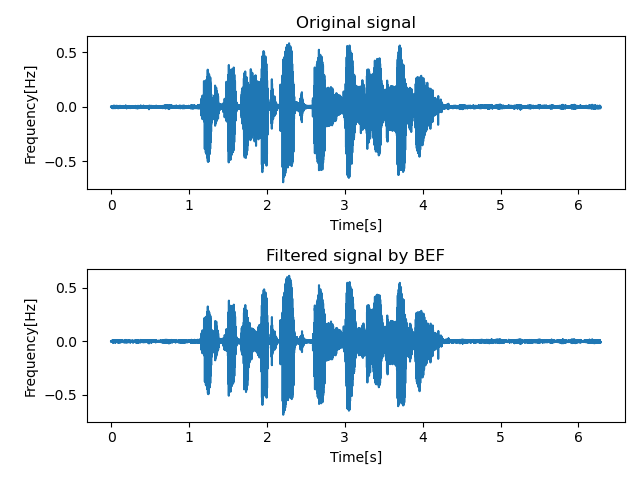 Original signal
Frequency[Hz]
0.5
0.0
−0.5
0 1 2 3 4 5 6
Time[s]
Filtered signal by BEF
Frequency[Hz]
0.5
0.0
−0.5
0 1 2 3 4 5 6
Time[s]